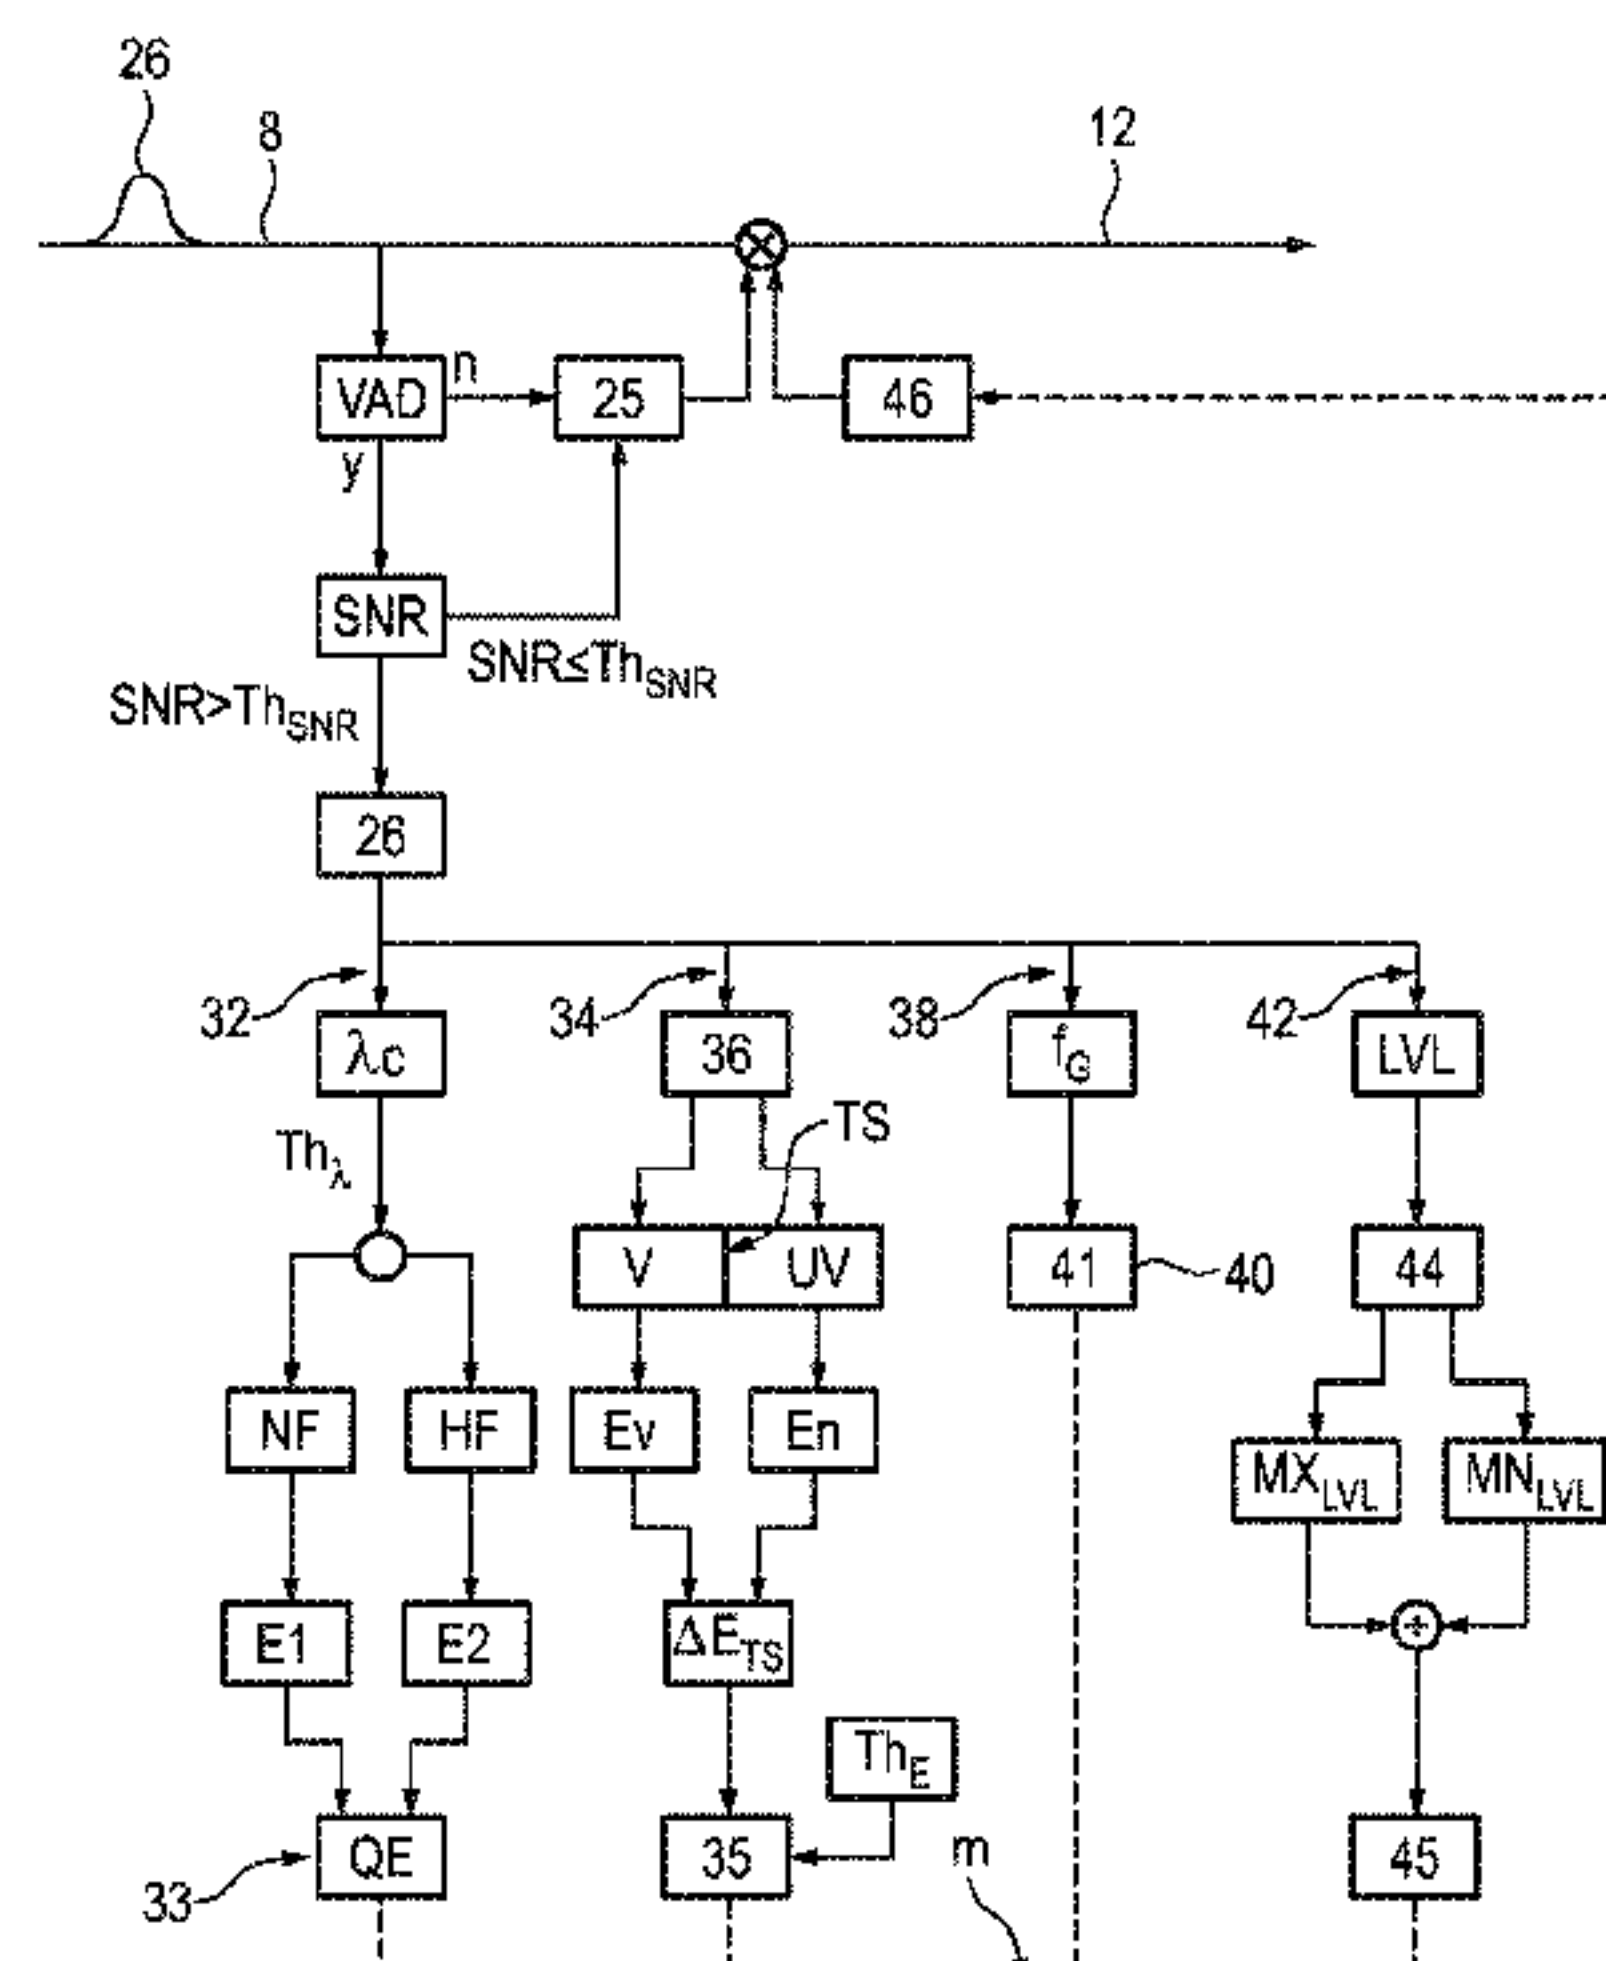 26
8
12
VAD
n
25
46
y
SNR
SNR≤Th_SNR
SNR>Th_SNR
26
32
34
38
42
λc
36
f_G
LVL
TS
Th_λ
V
UV
41
40
44
NF
HF
Ev
En
MX_LVL
MN_LVL
E1
E2
ΔE_TS
Th_E
QE
35
m
45
33